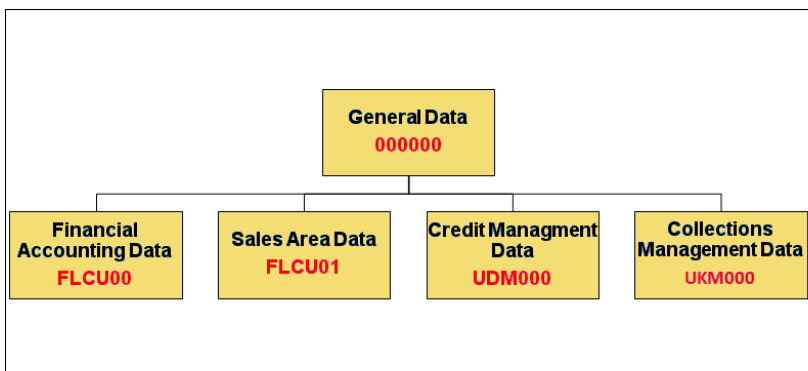 General Data
000000
Financial
Accounting Data
FLCU00
Sales Area Data
FLCU01
Credit Managment
Data
UDM000
Collections
Management Data
UKM000